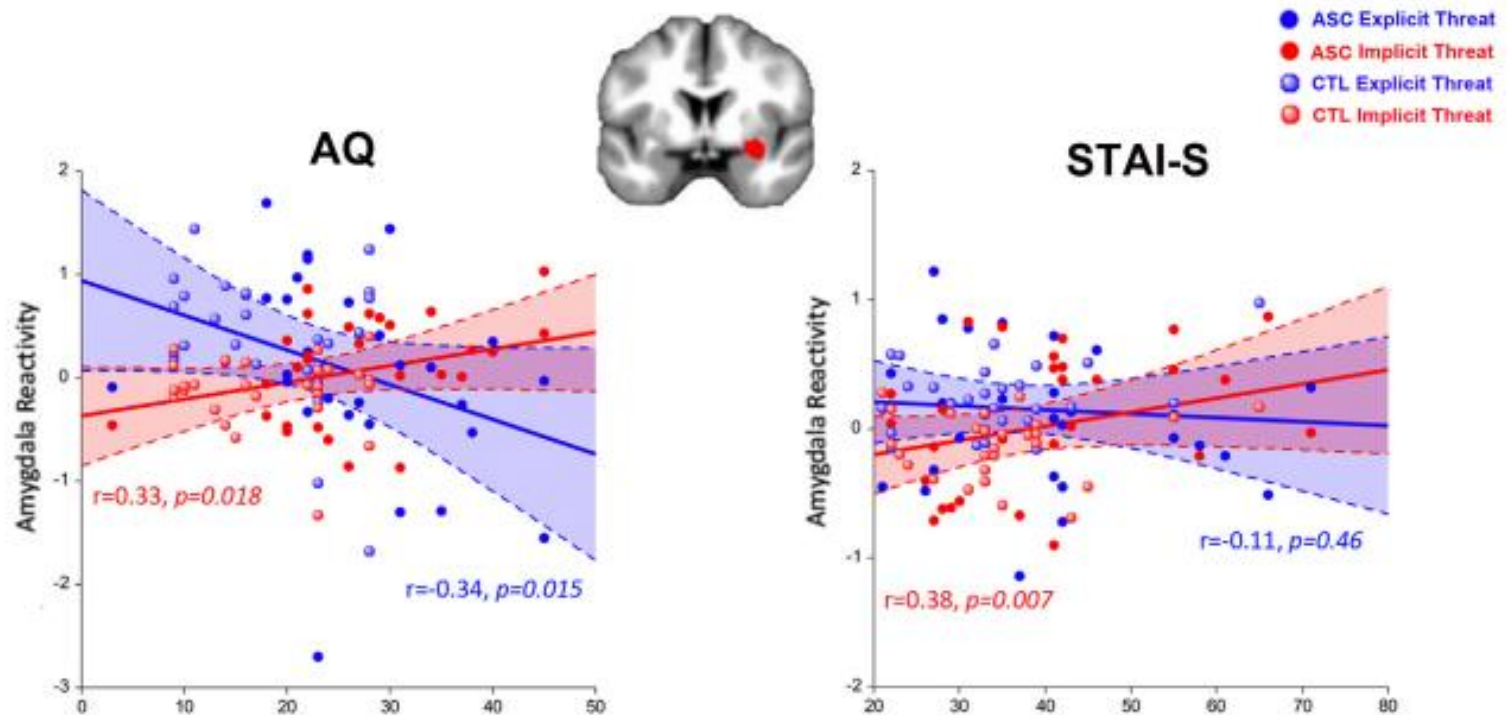 ASC Explicit Threat
ASC Implicit Threat
CTL Explicit Threat
CTL Implicit Threat
AQ
2
1
0
-1
-2
-3
Amygdala Reactivity
r=0.33, p=0.018
r=-0.34, p=0.015
0
10
20
30
40
50
STAI-S
2
1
0
-1
-2
Amygdala Reactivity
r=-0.11, p=0.46
r=0.38, p=0.007
20
30
40
50
60
70
80